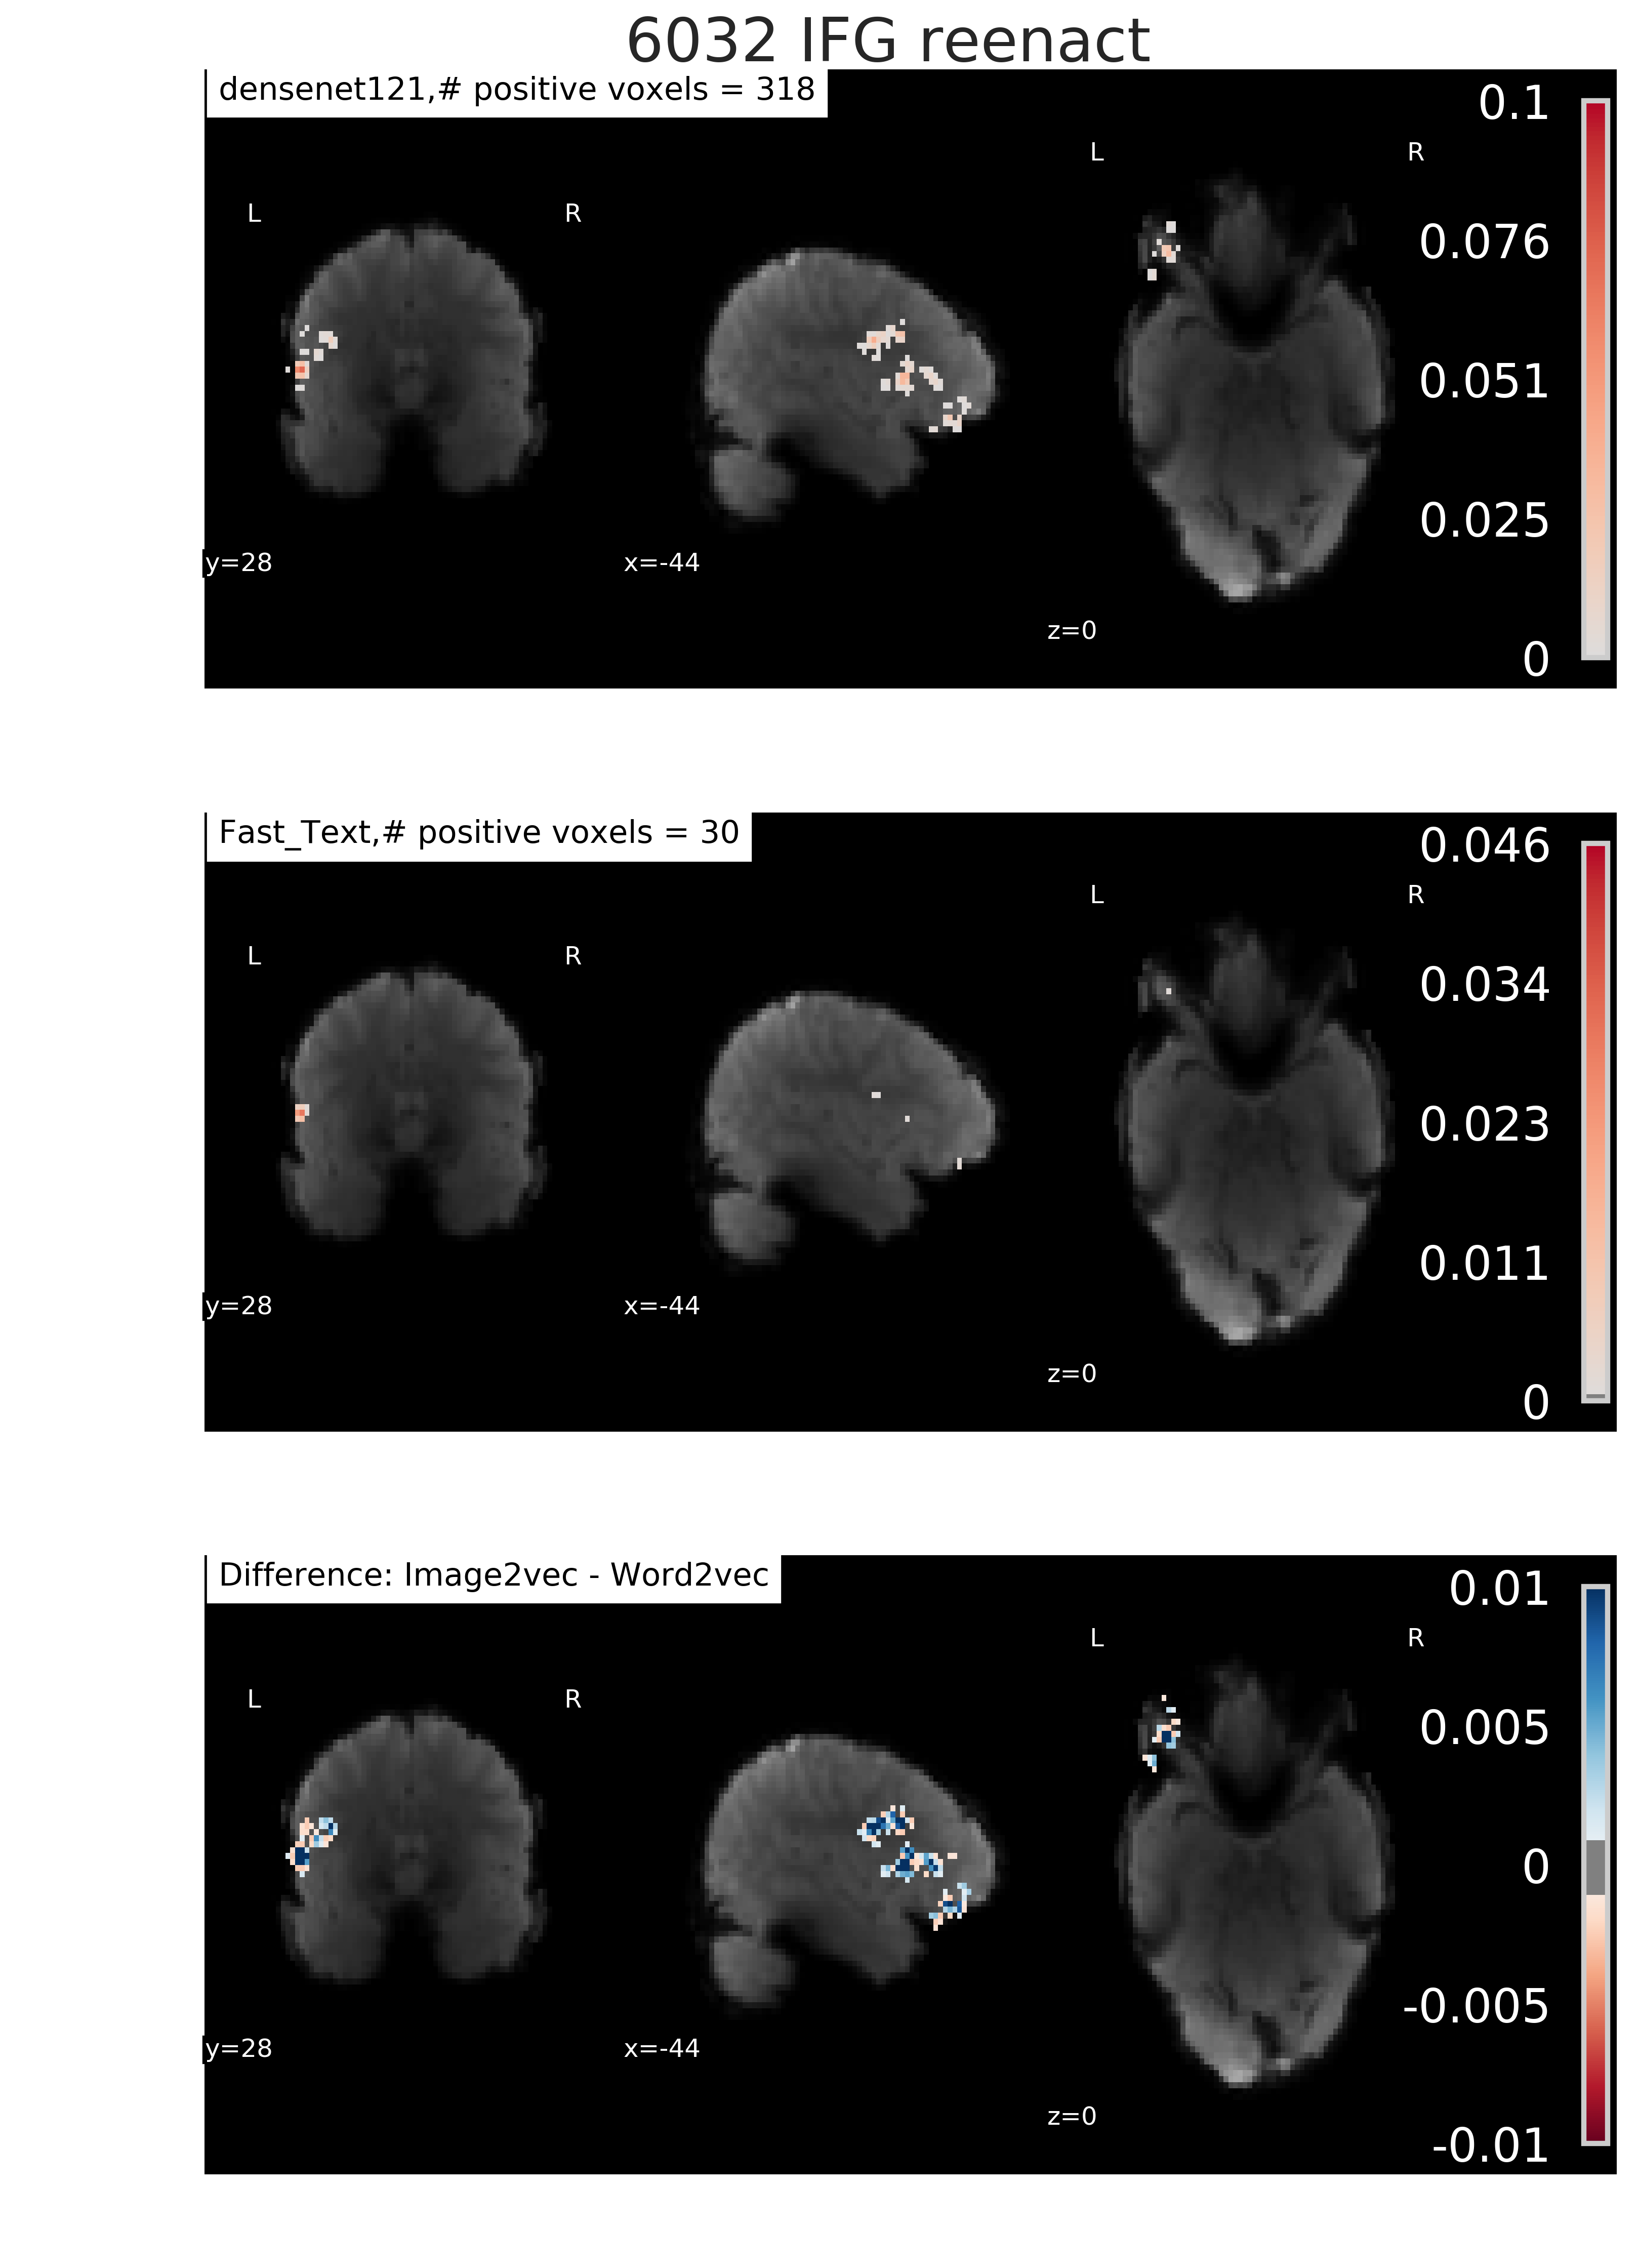 6032 IFG reenact
densenet121,# positive voxels = 318
0.1
L R
0.076
L R
0.051
0.025
y=28 x=-44
z=0
0
Fast_Text,# positive voxels = 30
0.046
L R
0.034
L R
0.023
0.011
y=28 x=-44
z=0
0
Difference: Image2vec - Word2vec
0.01
L R
0.005
L R
0
-0.005
y=28 x=-44
z=0
-0.01